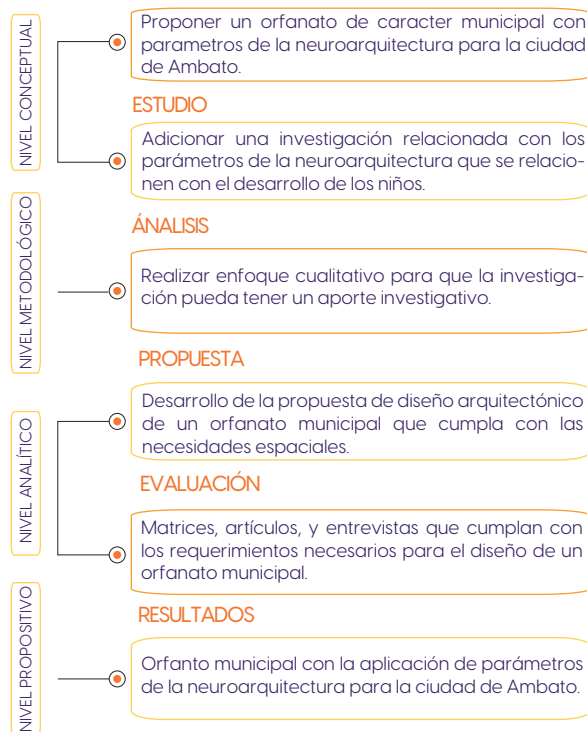 NIVEL CONCEPTUAL
Proponer un orfanato de caracter municipal con
parametros de la neuroarquitectura para la ciudad
de Ambato.
ESTUDIO
Adicionar una investigación relacionada con los
parámetros de la neuroarquitectura que se relacio-
nen con el desarrollo de los niños.
NIVEL METODOLÓGICO
ÁNALISIS
Realizar enfoque cualitativo para que la investiga-
ción pueda tener un aporte investigativo.
PROPUESTA
NIVEL ANALÍTICO
Desarrollo de la propuesta de diseño arquitectónico
de un orfanato municipal que cumpla con las
necesidades espaciales.
EVALUACIÓN
Matrices, artículos, y entrevistas que cumplan con
los requerimientos necesarios para el diseño de un
orfanato municipal.
NIVEL PROPOSITIVO
RESULTADOS
Orfanto municipal con la aplicación de parámetros
de la neuroarquitectura para la ciudad de Ambato.